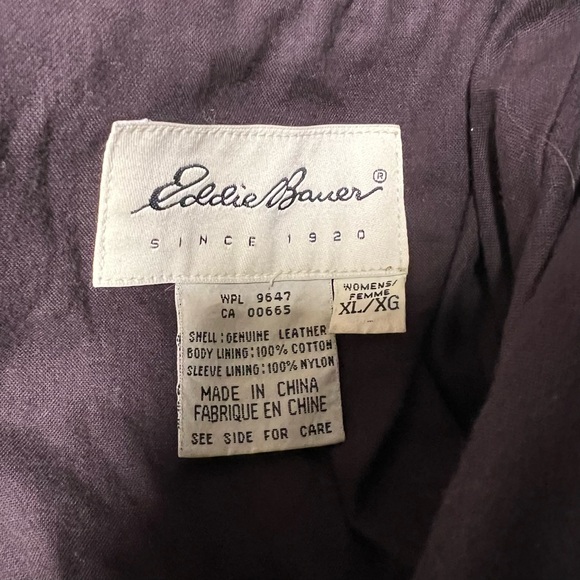 Eddie Bauer®
SINCE 1920
WOMENS/
FEMME
XL/XG
WPL 9647
CA 00665
SHELL: GENUINE LEATHER
BODY LINING: 100% COTTON
SLEEVE LINING: 100% NYLON
MADE IN CHINA
FABRIQUE EN CHINE
SEE SIDE FOR CARE